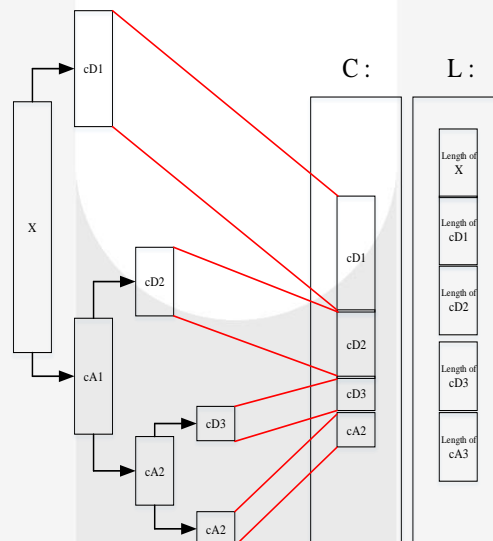 C :
L :
cD1
X
cD2
cA1
cD3
cA2
cA2
cD1
cD2
cD3
cA2
Length of
X
Length of
cD1
Length of
cD2
Length of
cD3
Length of
cA3